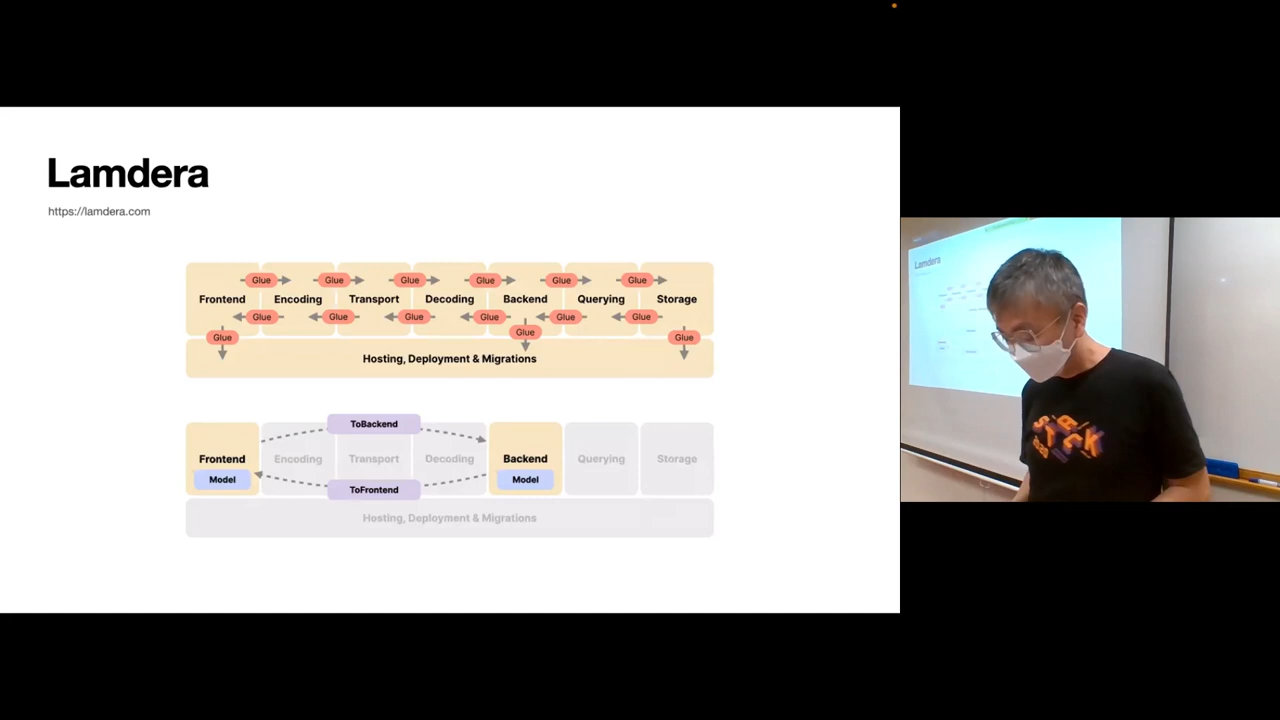 Lamdera
https://lamdera.com
Glue Glue Glue Glue Glue Glue
Frontend Encoding Transport Decoding Backend Querying Storage
Glue Glue Glue Glue Glue Glue
Glue Glue Glue
Hosting, Deployment & Migrations
ToBackend
Frontend Encoding Transport Decoding Backend Querying Storage
Model Model
ToFrontend
Hosting, Deployment & Migrations
Lamdera